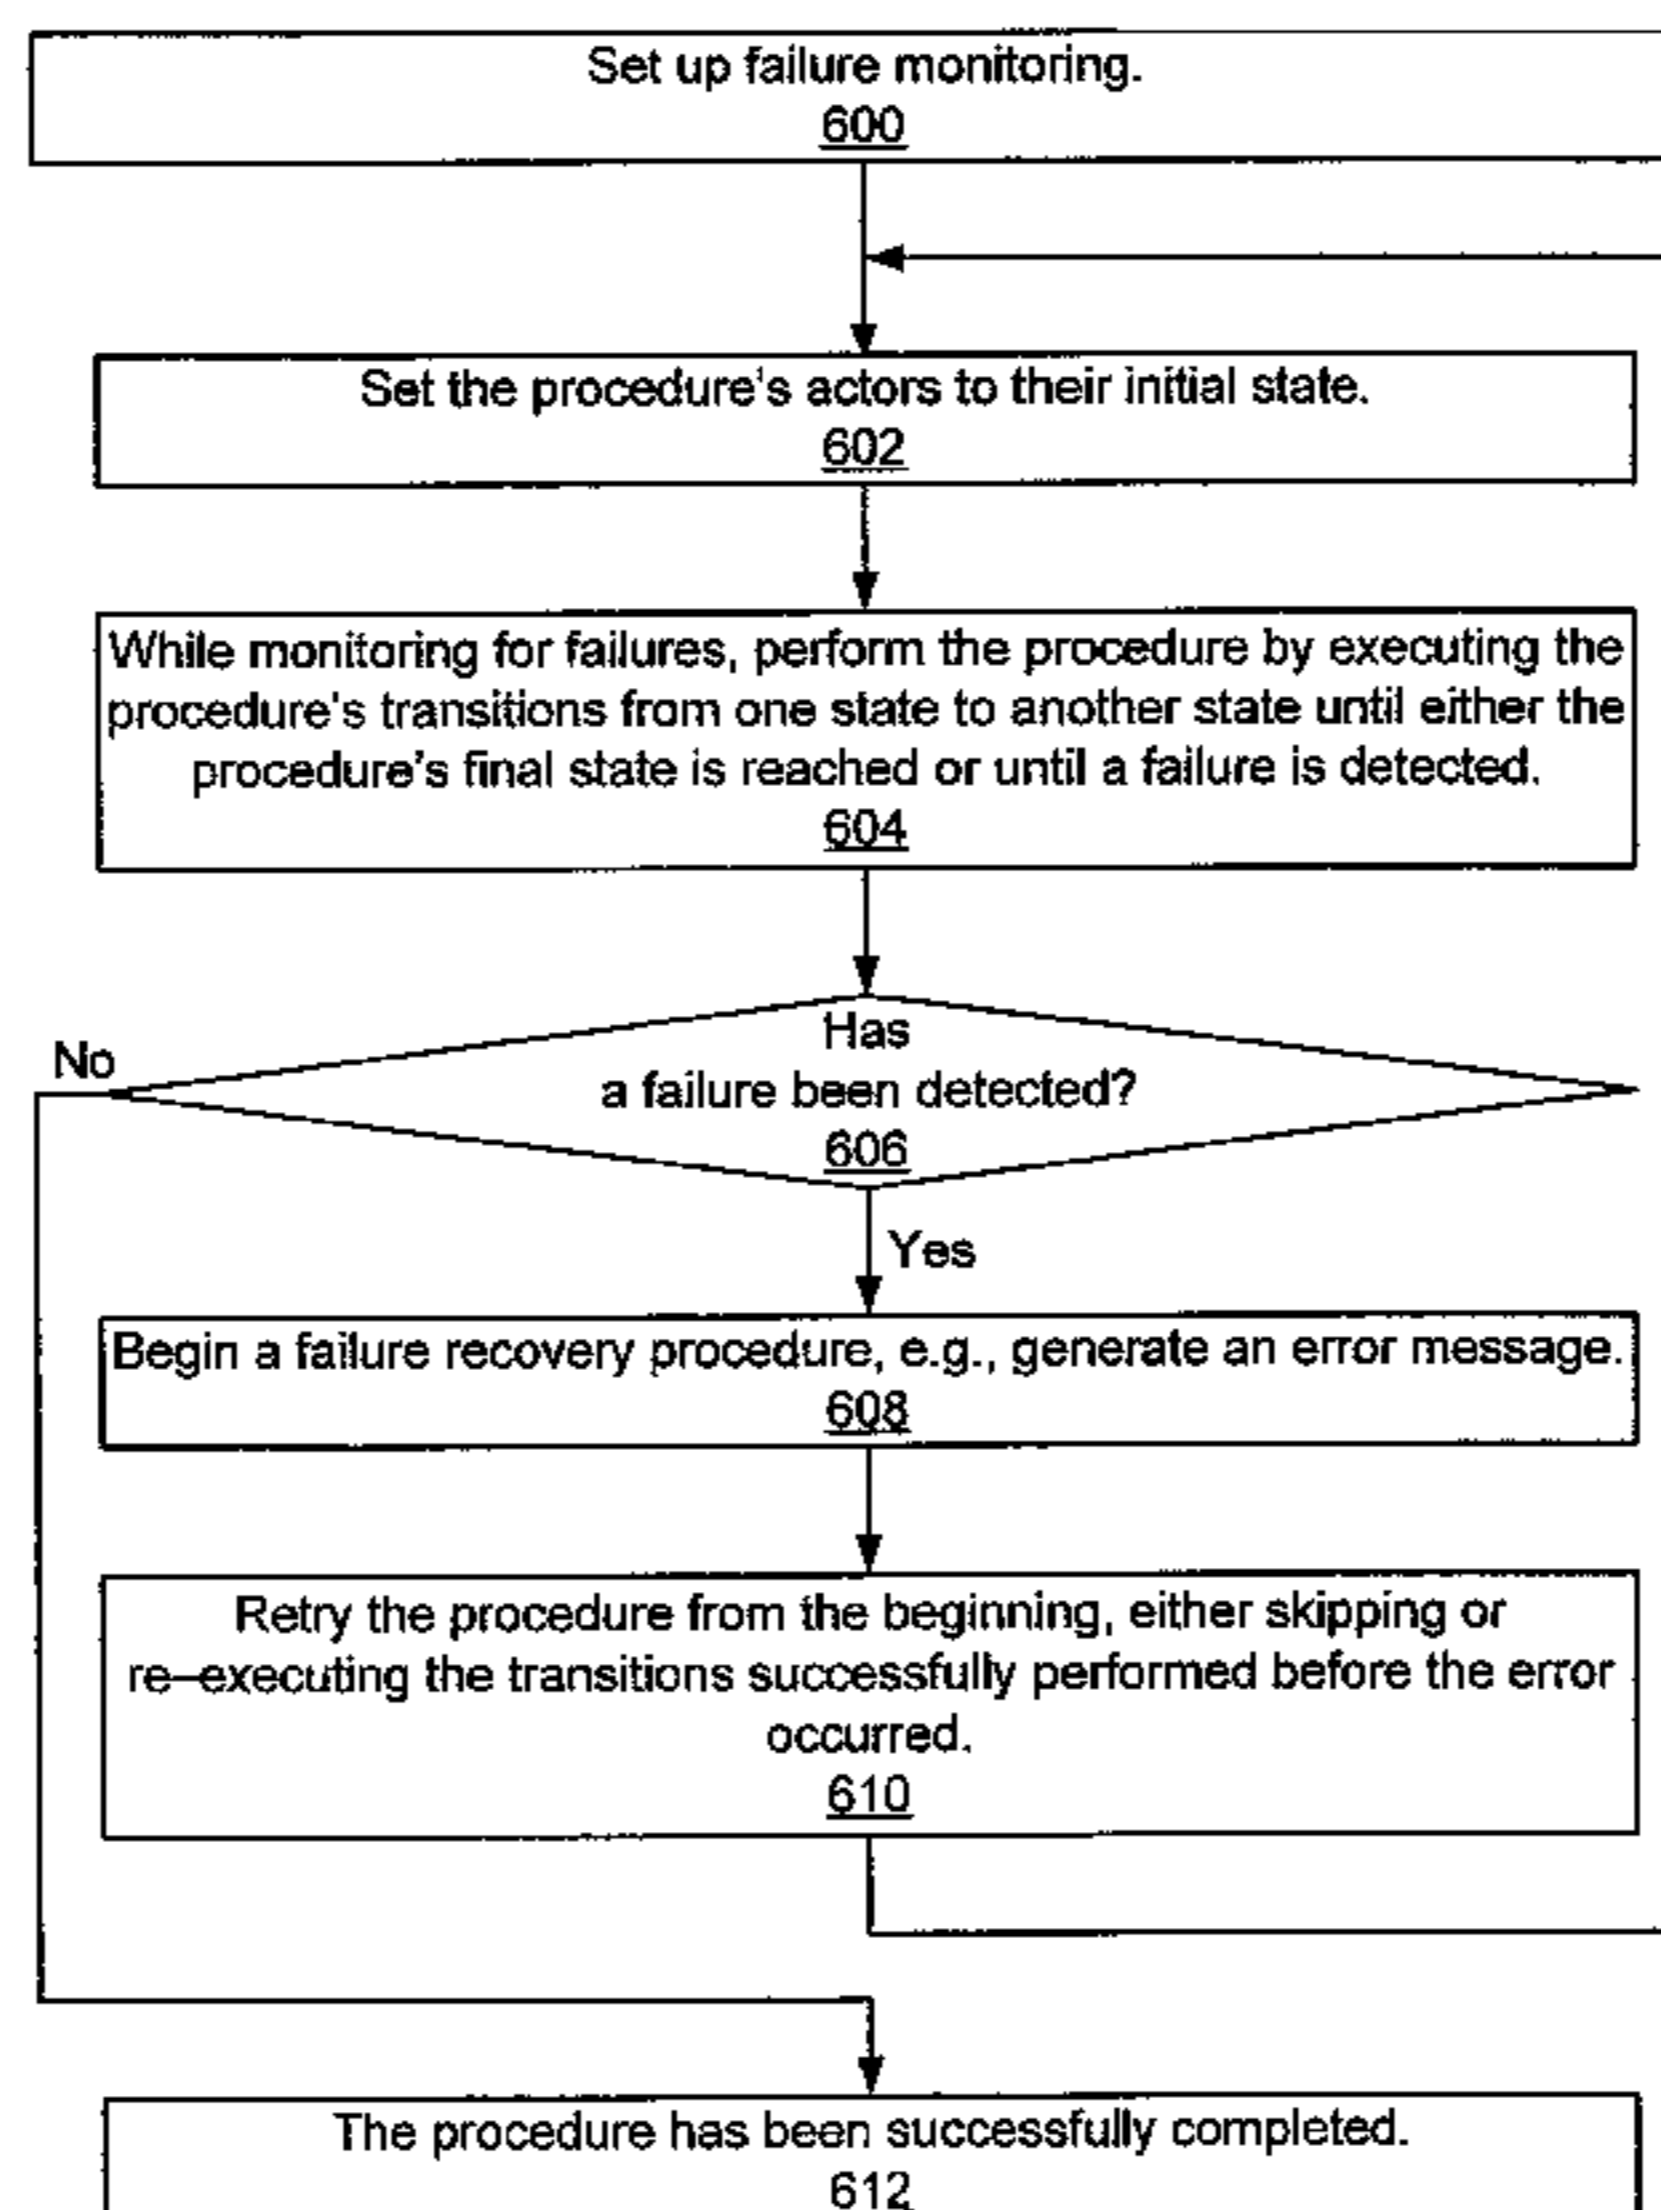 Set up failure monitoring.
600
Set the procedure's actors to their initial state.
602
While monitoring for failures, perform the procedure by executing the
procedure's transitions from one state to another state until either the
procedure's final state is reached or until a failure is detected.
604
Has
a failure been detected?
606
No
Yes
Begin a failure recovery procedure, e.g., generate an error message.
608
Retry the procedure from the beginning, either skipping or
re–executing the transitions successfully performed before the error
occurred.
610
The procedure has been successfully completed.
612